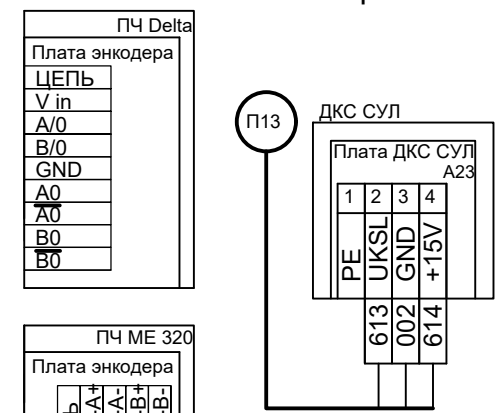 ПЧ Delta
Плата энкодера
ЦЕПЬ
V in
A/0
B/0
GND
A0
A0
B0
B0
П13
ДКС СУЛ
Плата ДКС СУЛ
A23
1 2 3 4
PE UKSL GND +15V
613 002 614
ПЧ ME 320
Плата энкодера
A+ A- B+ B-